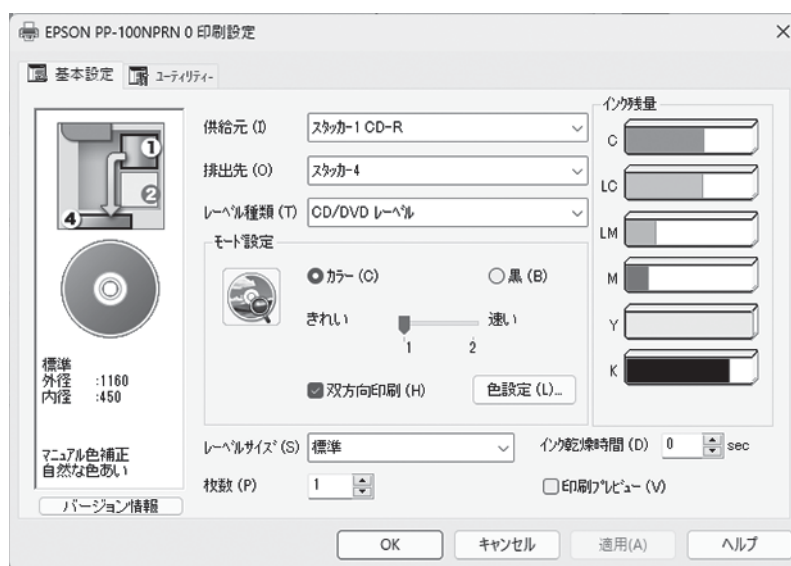 EPSON PP-100NPRN 0 印刷設定
基本設定
ユーティリティー
1
2
4
標準
外径 :1160
内径 :450
マニュアル色補正
自然な色あい
バージョン情報
供給元 (I)
スタッカー1 CD-R
排出先 (O)
スタッカー4
レーベル種類 (T)
CD/DVD レーベル
モード設定
カラー (C)
黒 (B)
きれい
速い
1
2
双方向印刷 (H)
色設定 (L)...
レーベルサイズ (S)
標準
インク乾燥時間 (D)
0
sec
枚数 (P)
1
印刷プレビュー (V)
インク残量
C
LC
LM
M
Y
K
OK
キャンセル
適用(A)
ヘルプ